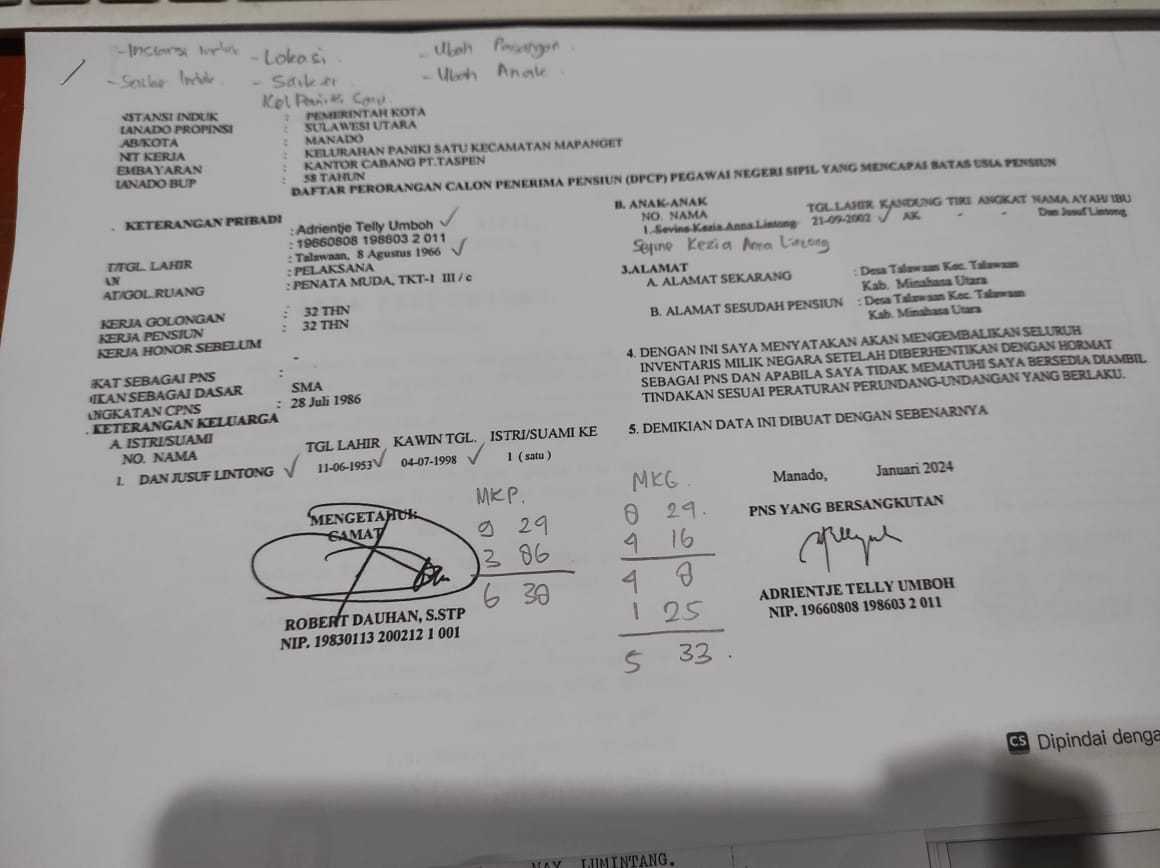 - Instansi Induk - Lokasi. - Ubah Pasangan.
- Satker Induk. - Satker - Ubah Anak.
Kel Paniki Satu.
NSTANSI INDUK : PEMERINTAH KOTA
IANADO PROPINSI : SULAWESI UTARA
AB/KOTA : MANADO
NIT KERJA : KELURAHAN PANIKI SATU KECAMATAN MAPANGET
EMBAYARAN : KANTOR CABANG PT.TASPEN
IANADO BUP : 58 TAHUN
DAFTAR PERORANGAN CALON PENERIMA PENSIUN (DPCP) PEGAWAI NEGERI SIPIL YANG MENCAPAI BATAS USIA PENSIUN
. KETERANGAN PRIBADI
: Adrientje Telly Umboh
: 19660808 198603 2 011
: Talawaan, 8 Agustus 1966
T/TGL. LAHIR
: PELAKSANA
AN
: PENATA MUDA, TKT-I III / c
AT/GOL.RUANG
KERJA GOLONGAN : 32 THN
KERJA PENSIUN : 32 THN
KERJA HONOR SEBELUM -
KAT SEBAGAI PNS :
IKAN SEBAGAI DASAR SMA
ANGKATAN CPNS : 28 Juli 1986
. KETERANGAN KELUARGA
A. ISTRI/SUAMI
NO. NAMA TGL LAHIR KAWIN TGL. ISTRI/SUAMI KE
1. DAN JUSUF LINTONG 11-06-1953 04-07-1998 1 ( satu )
B. ANAK-ANAK
NO. NAMA TGL.LAHIR KANDUNG TIRI ANGKAT NAMA AYAH/IBU
1. Sevine Kezia Anna Lintong 21-09-2002 AK - - Dan Jusuf Lintong
Sefine Kezia Anna Lintong
3.ALAMAT
A. ALAMAT SEKARANG : Desa Talawaan Kec. Talawaan
Kab. Minahasa Utara
B. ALAMAT SESUDAH PENSIUN : Desa Talawaan Kec. Talawaan
Kab. Minahasa Utara
4. DENGAN INI SAYA MENYATAKAN AKAN MENGEMBALIKAN SELURUH
INVENTARIS MILIK NEGARA SETELAH DIBERHENTIKAN DENGAN HORMAT
SEBAGAI PNS DAN APABILA SAYA TIDAK MEMATUHI SAYA BERSEDIA DIAMBIL
TINDAKAN SESUAI PERATURAN PERUNDANG-UNDANGAN YANG BERLAKU.
5. DEMIKIAN DATA INI DIBUAT DENGAN SEBENARNYA
MENGETAHUI
CAMAT
ROBERT DAUHAN, S.STP
NIP. 19830113 200212 1 001
MKP.
9 29
3 86
6 38
MKG.
8 29.
4 16
4 8
1 25
5 33.
Manado, Januari 2024
PNS YANG BERSANGKUTAN
ADRIENTJE TELLY UMBOH
NIP. 19660808 198603 2 011
CS Dipindai denga
MAX LUMINTANG.